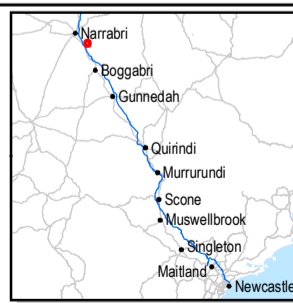 Narrabri
Boggabri
Gunnedah
Quirindi
Murrurundi
Scone
Muswellbrook
Singleton
Maitland
Newcastle